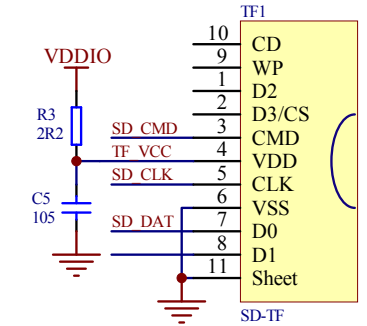 TF1
10 CD
VDDIO
9 WP
1 D2
R3
2R2
2 D3/CS
SD_CMD 3 CMD
TF_VCC 4 VDD
SD_CLK 5 CLK
C5
105
6 VSS
SD_DAT 7 D0
8 D1
11 Sheet
SD-TF